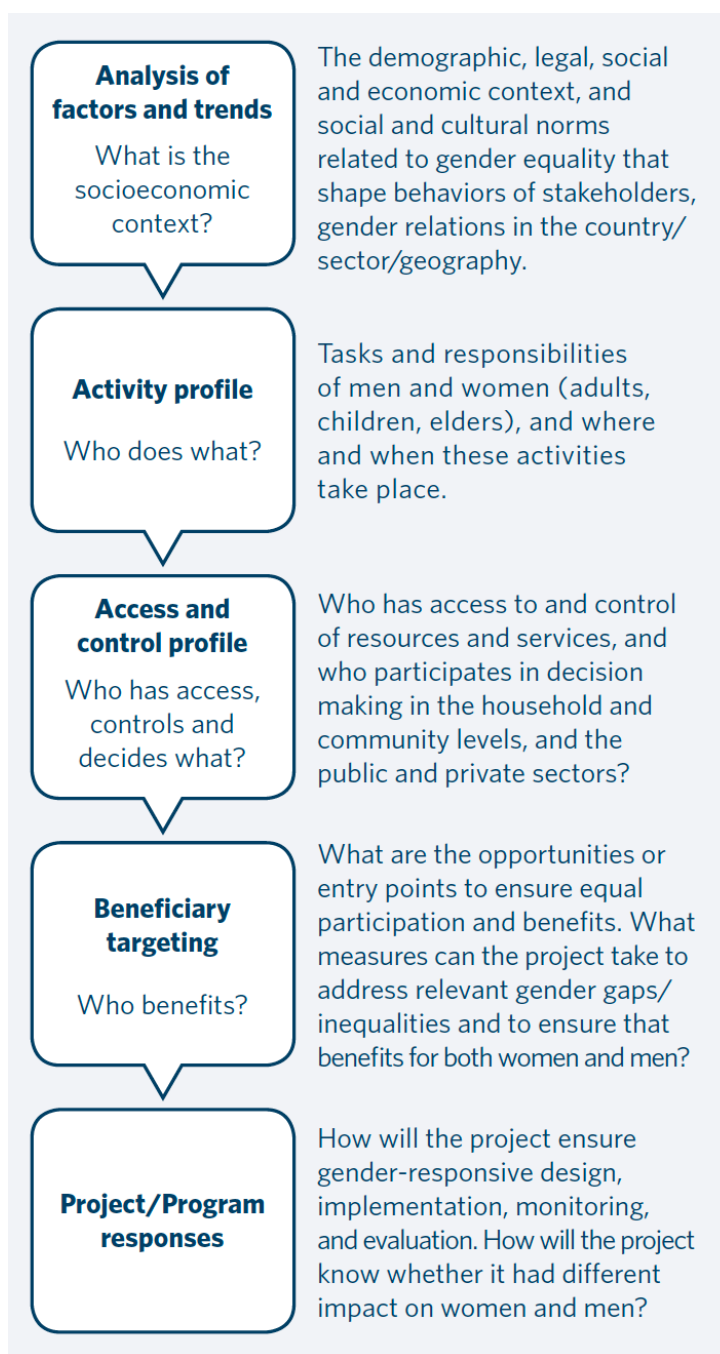 Analysis of
factors and trends
What is the
socioeconomic
context?
The demographic, legal, social
and economic context, and
social and cultural norms
related to gender equality that
shape behaviors of stakeholders,
gender relations in the country/
sector/geography.
Activity profile
Who does what?
Tasks and responsibilities
of men and women (adults,
children, elders), and where
and when these activities
take place.
Access and
control profile
Who has access,
controls and
decides what?
Who has access to and control
of resources and services, and
who participates in decision
making in the household and
community levels, and the
public and private sectors?
Beneficiary
targeting
Who benefits?
What are the opportunities or
entry points to ensure equal
participation and benefits. What
measures can the project take to
address relevant gender gaps/
inequalities and to ensure that
benefits for both women and men?
Project/Program
responses
How will the project ensure
gender-responsive design,
implementation, monitoring,
and evaluation. How will the project
know whether it had different
impact on women and men?